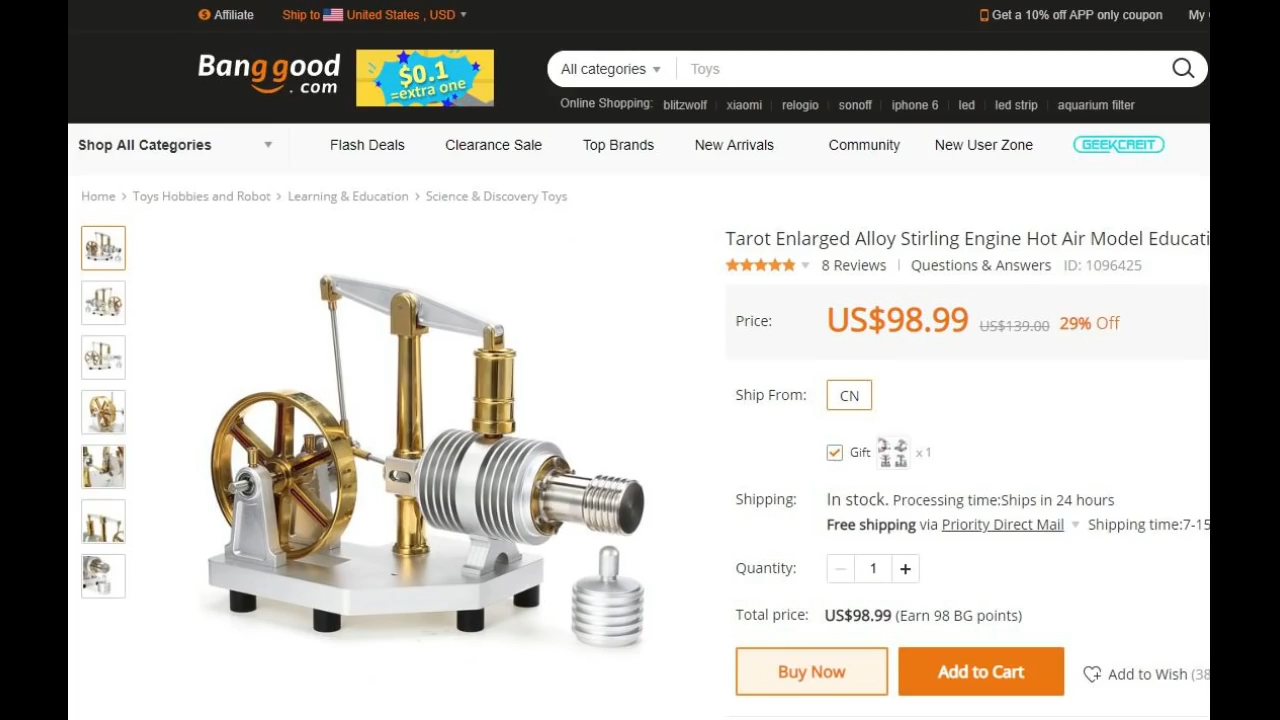 Affiliate
Ship to United States , USD
Get a 10% off APP only coupon
My
Banggood
.com
$0.1
=extra one
All categories
Toys
Online Shopping: blitzwolf xiaomi relogio sonoff iphone 6 led led strip aquarium filter
Shop All Categories
Flash Deals
Clearance Sale
Top Brands
New Arrivals
Community
New User Zone
GEEKCREIT
Home > Toys Hobbies and Robot > Learning & Education > Science & Discovery Toys
Tarot Enlarged Alloy Stirling Engine Hot Air Model Educati
8 Reviews | Questions & Answers ID: 1096425
Price: US$98.99 US$139.00 29% Off
Ship From: CN
Gift x 1
Shipping: In stock. Processing time:Ships in 24 hours
Free shipping via Priority Direct Mail Shipping time:7-15
Quantity: − 1 +
Total price: US$98.99 (Earn 98 BG points)
Buy Now
Add to Cart
Add to Wish (38